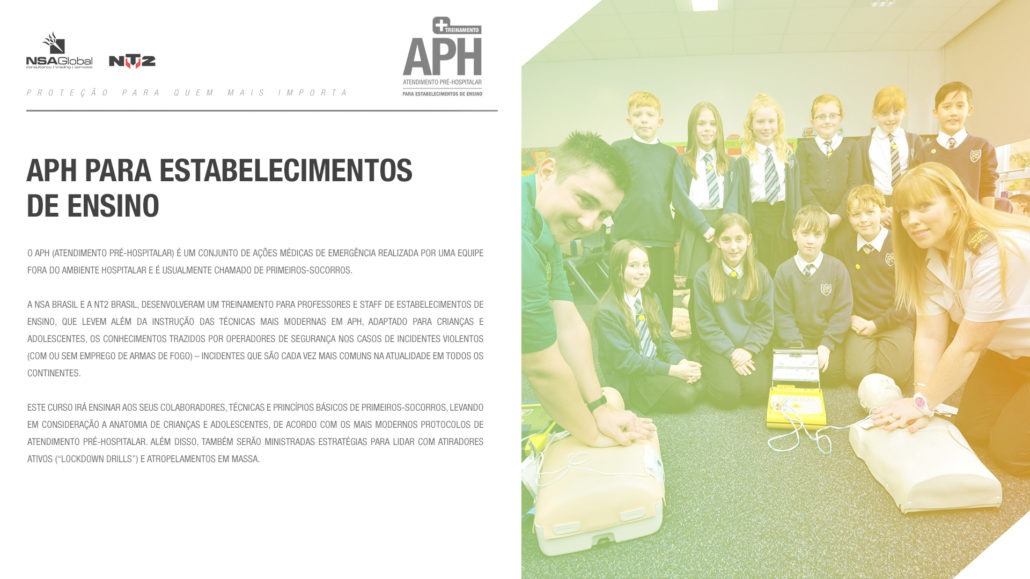 NSAGlobal
consultancy | trading | services
NT2
PROTEÇÃO PARA QUEM MAIS IMPORTA
TREINAMENTO
APH
ATENDIMENTO PRÉ-HOSPITALAR
PARA ESTABELECIMENTOS DE ENSINO
APH PARA ESTABELECIMENTOS
DE ENSINO
O APH (ATENDIMENTO PRÉ-HOSPITALAR) É UM CONJUNTO DE AÇÕES MÉDICAS DE EMERGÊNCIA REALIZADA POR UMA EQUIPE
FORA DO AMBIENTE HOSPITALAR E É USUALMENTE CHAMADO DE PRIMEIROS-SOCORROS.
A NSA BRASIL E A NT2 BRASIL, DESENVOLVERAM UM TREINAMENTO PARA PROFESSORES E STAFF DE ESTABELECIMENTOS DE
ENSINO, QUE LEVEM ALÉM DA INSTRUÇÃO DAS TÉCNICAS MAIS MODERNAS EM APH, ADAPTADO PARA CRIANÇAS E
ADOLESCENTES, OS CONHECIMENTOS TRAZIDOS POR OPERADORES DE SEGURANÇA NOS CASOS DE INCIDENTES VIOLENTOS
(COM OU SEM EMPREGO DE ARMAS DE FOGO) – INCIDENTES QUE SÃO CADA VEZ MAIS COMUNS NA ATUALIDADE EM TODOS OS
CONTINENTES.
ESTE CURSO IRÁ ENSINAR AOS SEUS COLABORADORES, TÉCNICAS E PRINCÍPIOS BÁSICOS DE PRIMEIROS-SOCORROS, LEVANDO
EM CONSIDERAÇÃO A ANATOMIA DE CRIANÇAS E ADOLESCENTES, DE ACORDO COM OS MAIS MODERNOS PROTOCOLOS DE
ATENDIMENTO PRÉ-HOSPITALAR. ALÉM DISSO, TAMBÉM SERÃO MINISTRADAS ESTRATÉGIAS PARA LIDAR COM ATIRADORES
ATIVOS (“LOCKDOWN DRILLS”) E ATROPELAMENTOS EM MASSA.